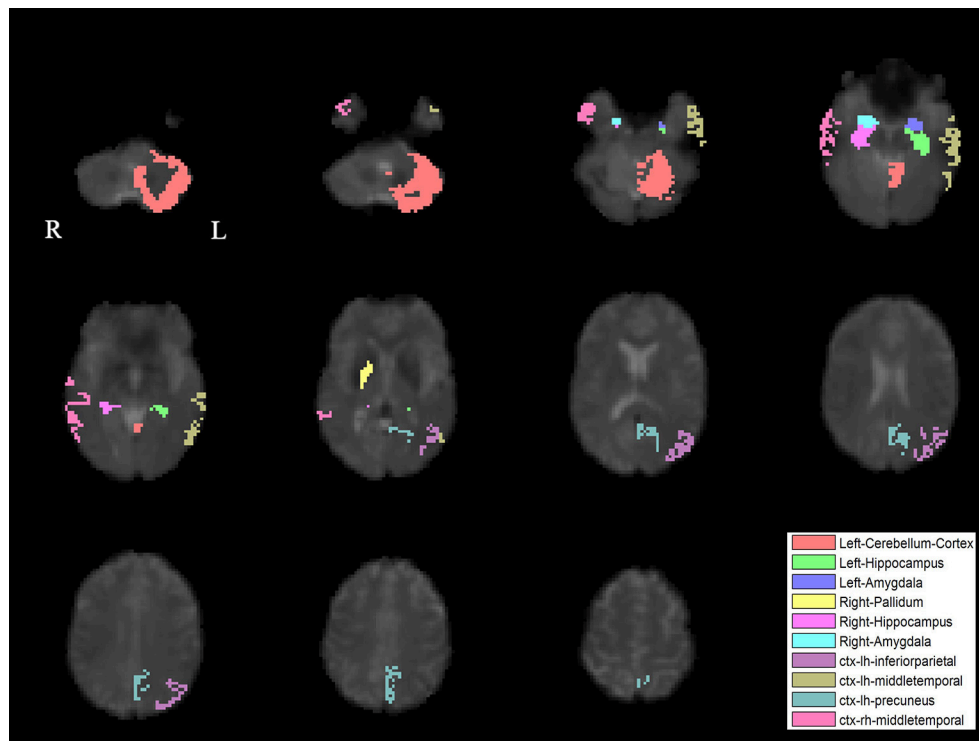 R L
Left-Cerebellum-Cortex
Left-Hippocampus
Left-Amygdala
Right-Pallidum
Right-Hippocampus
Right-Amygdala
ctx-lh-inferiorparietal
ctx-lh-middletemporal
ctx-lh-precuneus
ctx-rh-middletemporal